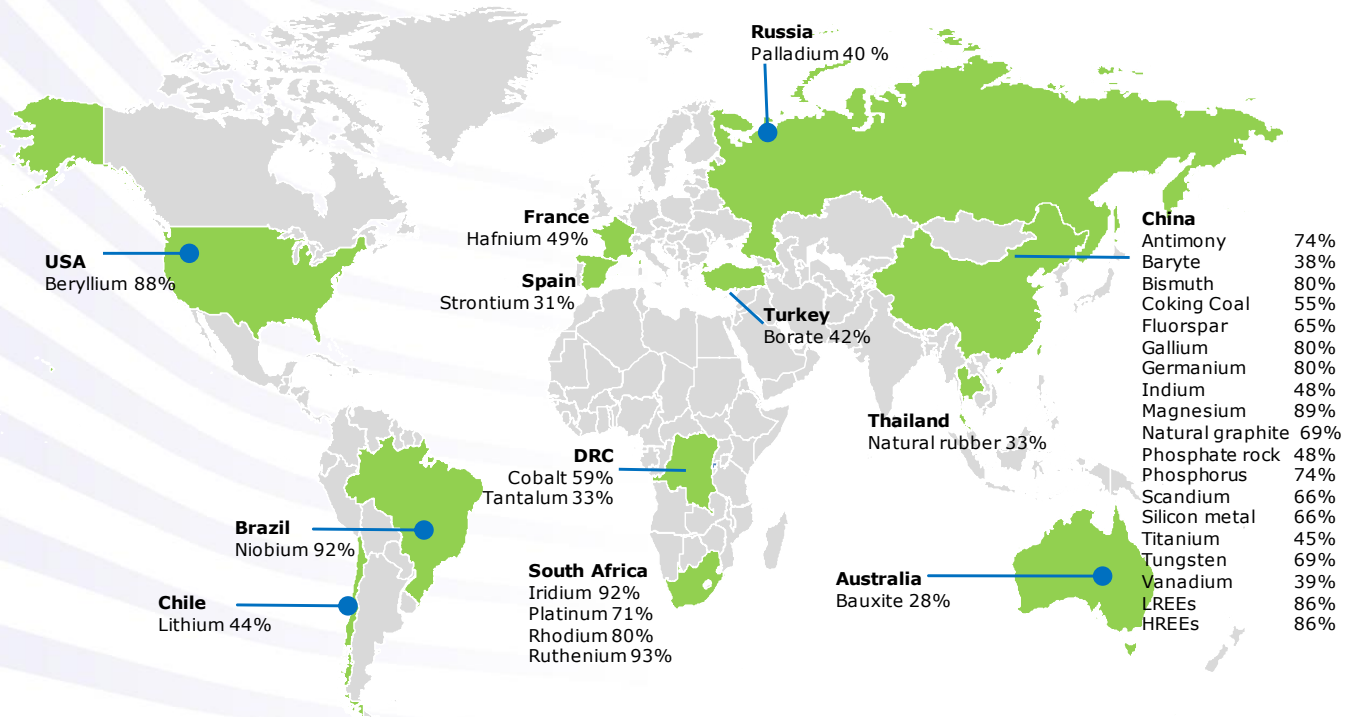 Russia
Palladium 40 %
France
Hafnium 49%
Spain
Strontium 31%
USA
Beryllium 88%
Turkey
Borate 42%
China
Antimony 74%
Baryte 38%
Bismuth 80%
Coking Coal 55%
Fluorspar 65%
Gallium 80%
Germanium 80%
Indium 48%
Magnesium 89%
Natural graphite 69%
Phosphate rock 48%
Phosphorus 74%
Scandium 66%
Silicon metal 66%
Titanium 45%
Tungsten 69%
Vanadium 39%
LREEs 86%
HREEs 86%
Thailand
Natural rubber 33%
DRC
Cobalt 59%
Tantalum 33%
Brazil
Niobium 92%
Chile
Lithium 44%
South Africa
Iridium 92%
Platinum 71%
Rhodium 80%
Ruthenium 93%
Australia
Bauxite 28%